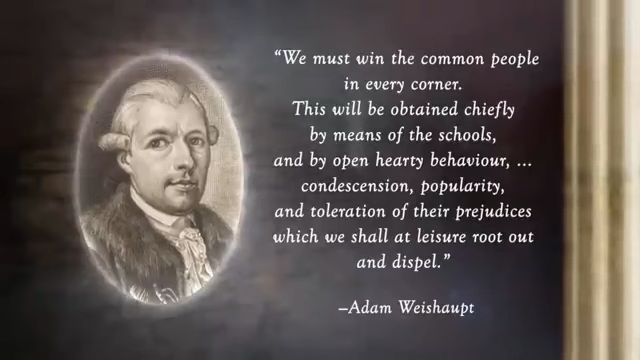 “We must win the common people
in every corner.
This will be obtained chiefly
by means of the schools,
and by open hearty behaviour, ...
condescension, popularity,
and toleration of their prejudices
which we shall at leisure root out
and dispel.”
–Adam Weishaupt